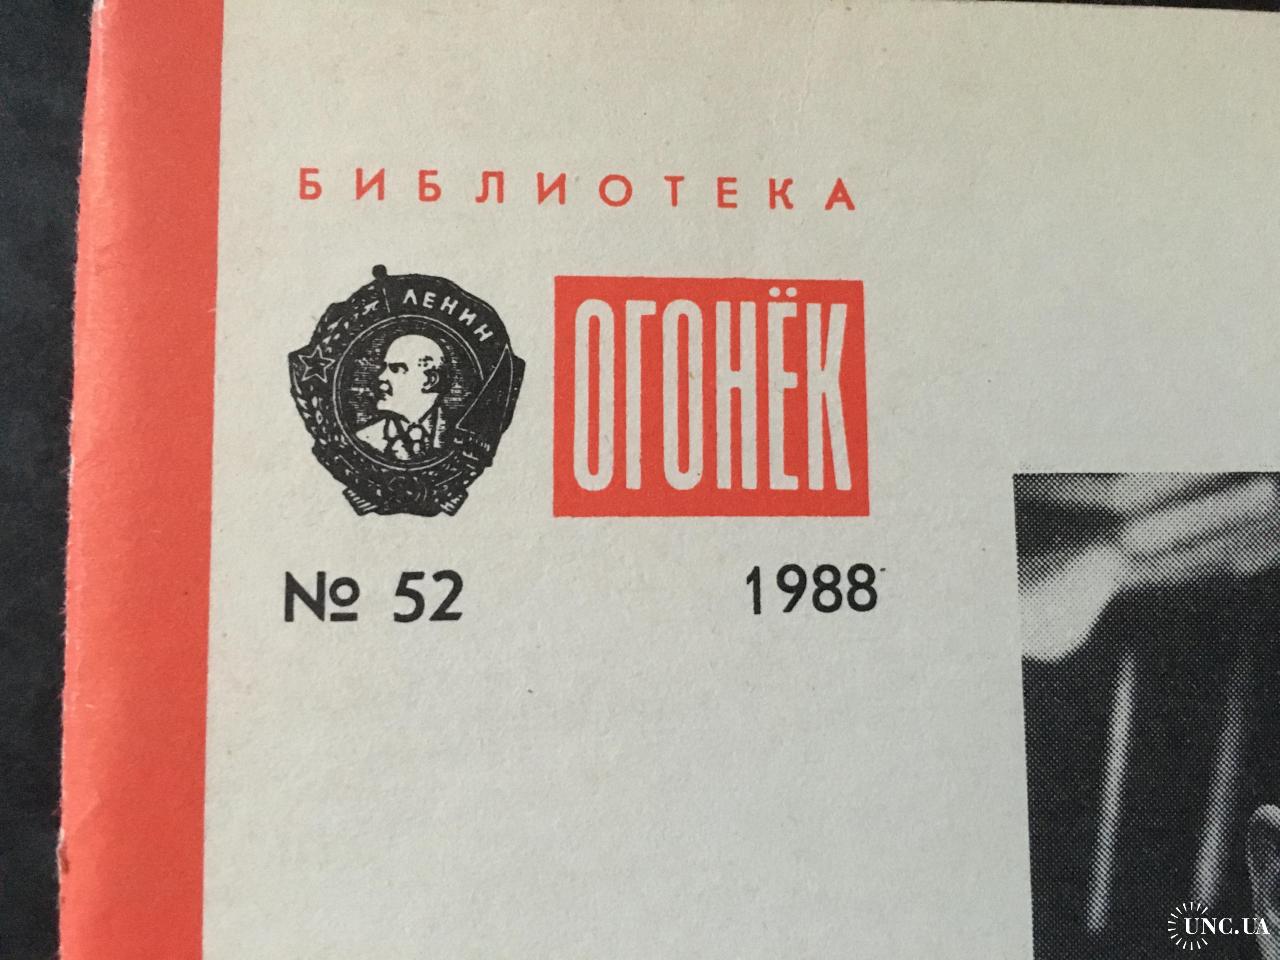 БИБЛИОТЕКА
ЛЕНИН
ОГОНЁК
№ 52
1988
UNC.UA